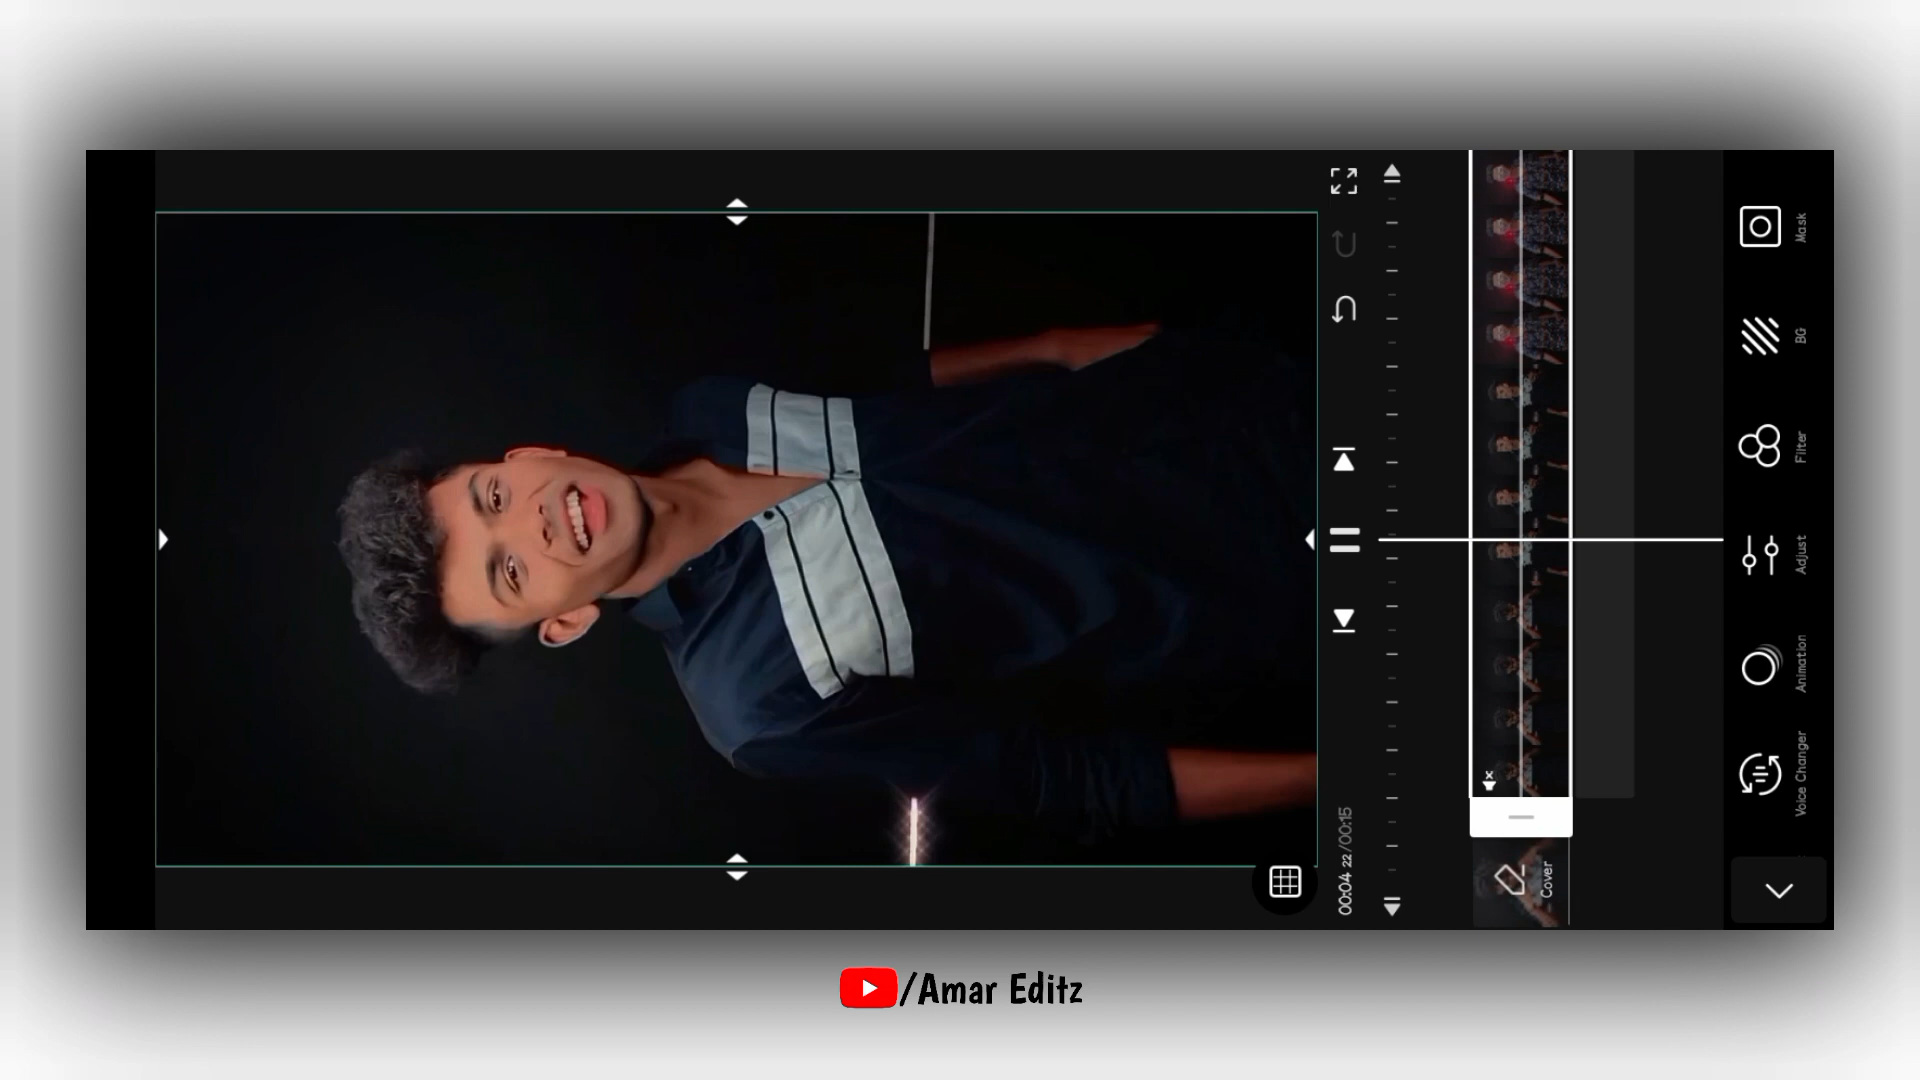 Mask
BG
Filter
Adjust
Animation
Voice Changer
00:04 22/00:15
Cover
/Amar Editz